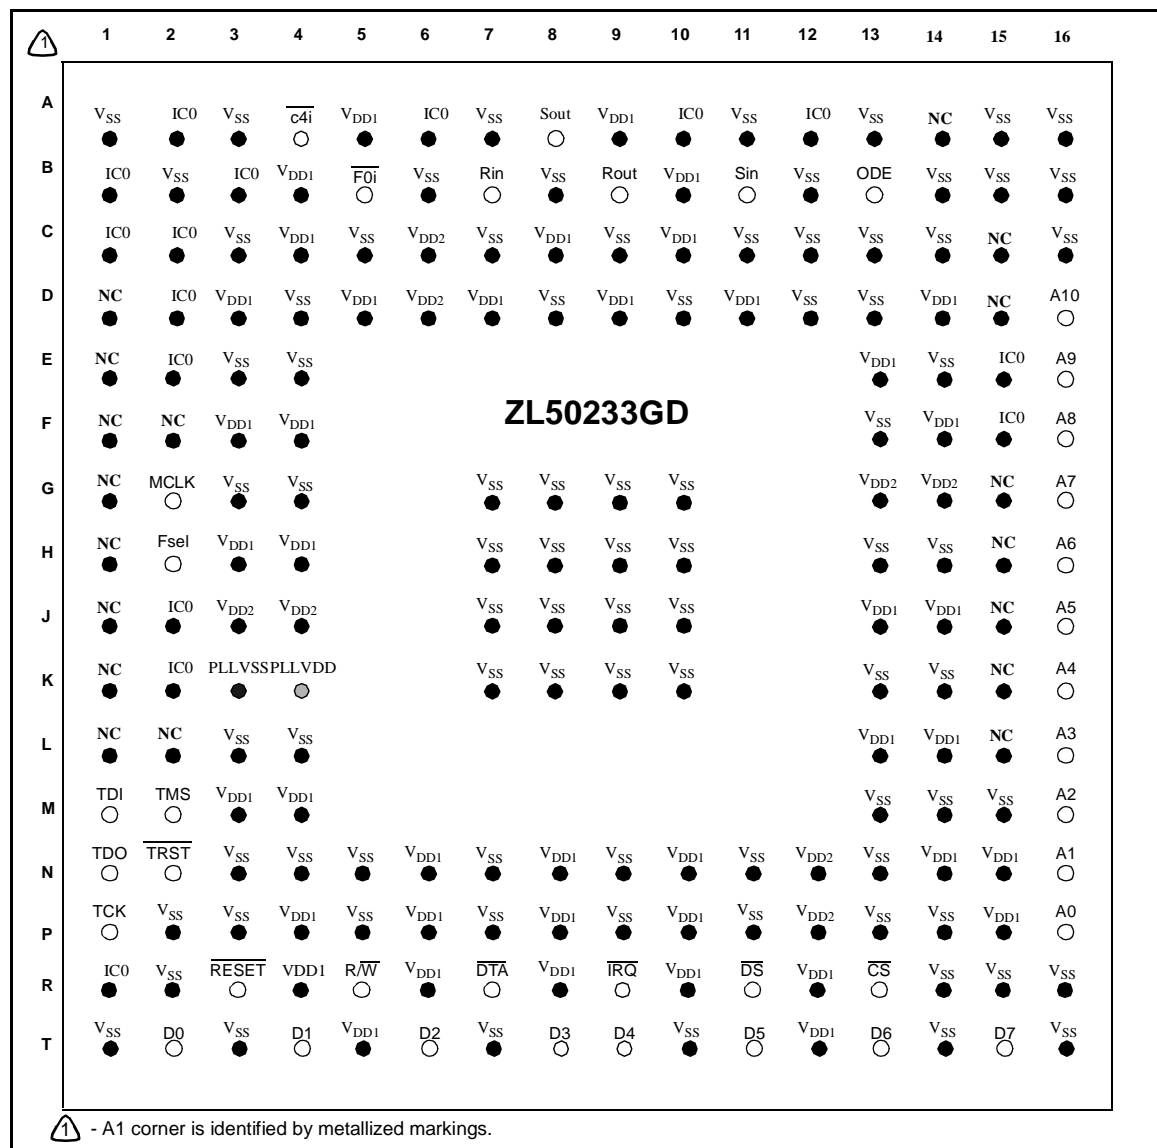 1 1 2 3 4 5 6 7 8 9 10 11 12 13 14 15 16
A VSS IC0 VSS c4i VDD1 IC0 VSS Sout VDD1 IC0 VSS IC0 VSS NC VSS VSS
B IC0 VSS IC0 VDD1 F0i VSS Rin VSS Rout VDD1 Sin VSS ODE VSS VSS VSS
C IC0 IC0 VSS VDD1 VSS VDD2 VSS VDD1 VSS VDD1 VSS VSS VSS VSS NC VSS
D NC IC0 VDD1 VSS VDD1 VDD2 VDD1 VSS VDD1 VSS VDD1 VSS VSS VDD1 NC A10
E NC IC0 VSS VSS VDD1 VSS IC0 A9
ZL50233GD
F NC NC VDD1 VDD1 VSS VDD1 IC0 A8
G NC MCLK VSS VSS VSS VSS VSS VSS VDD2 VDD2 NC A7
H NC Fsel VDD1 VDD1 VSS VSS VSS VSS VSS VSS NC A6
J NC IC0 VDD2 VDD2 VSS VSS VSS VSS VDD1 VDD1 NC A5
K NC IC0 PLLVSS PLLVDD VSS VSS VSS VSS VSS VSS NC A4
L NC NC VSS VSS VDD1 VDD1 NC A3
M TDI TMS VDD1 VDD1 VSS VSS VSS A2
N TDO TRST VSS VSS VSS VDD1 VSS VDD1 VSS VDD1 VSS VDD2 VSS VDD1 VDD1 A1
P TCK VSS VSS VDD1 VSS VDD1 VSS VDD1 VSS VDD1 VSS VDD2 VSS VSS VDD1 A0
R IC0 VSS RESET VDD1 R/W VDD1 DTA VDD1 IRQ VDD1 DS VDD1 CS VSS VSS VSS
T VSS D0 VSS D1 VDD1 D2 VSS D3 D4 VSS D5 VDD1 D6 VSS D7 VSS
1 - A1 corner is identified by metallized markings.